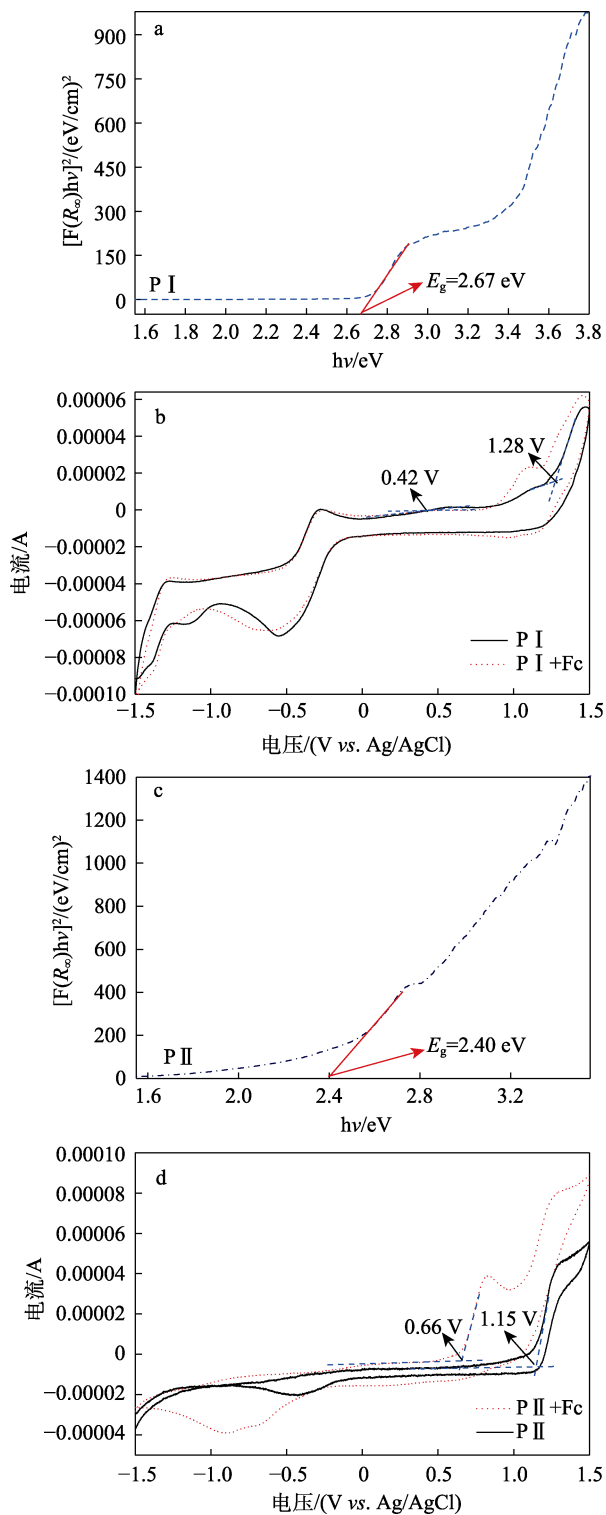 a
900
750
600
450
300
150
0
[F(R∞)hν]²/(eV/cm)²
PⅠ
Eg=2.67 eV
1.6 1.8 2.0 2.2 2.4 2.6 2.8 3.0 3.2 3.4 3.6 3.8
hν/eV
b
0.00006
0.00004
0.00002
0
−0.00002
−0.00004
−0.00006
−0.00008
−0.00010
电流/A
0.42 V
1.28 V
PⅠ
PⅠ+Fc
−1.5 −1.0 −0.5 0 0.5 1.0 1.5
电压/(V vs. Ag/AgCl)
c
1400
1200
1000
800
600
400
200
0
[F(R∞)hν]²/(eV/cm)²
PⅡ
Eg=2.40 eV
1.6 2.0 2.4 2.8 3.2
hν/eV
d
0.00010
0.00008
0.00006
0.00004
0.00002
0
−0.00002
−0.00004
电流/A
0.66 V
1.15 V
PⅡ+Fc
PⅡ
−1.5 −1.0 −0.5 0 0.5 1.0 1.5
电压/(V vs. Ag/AgCl)